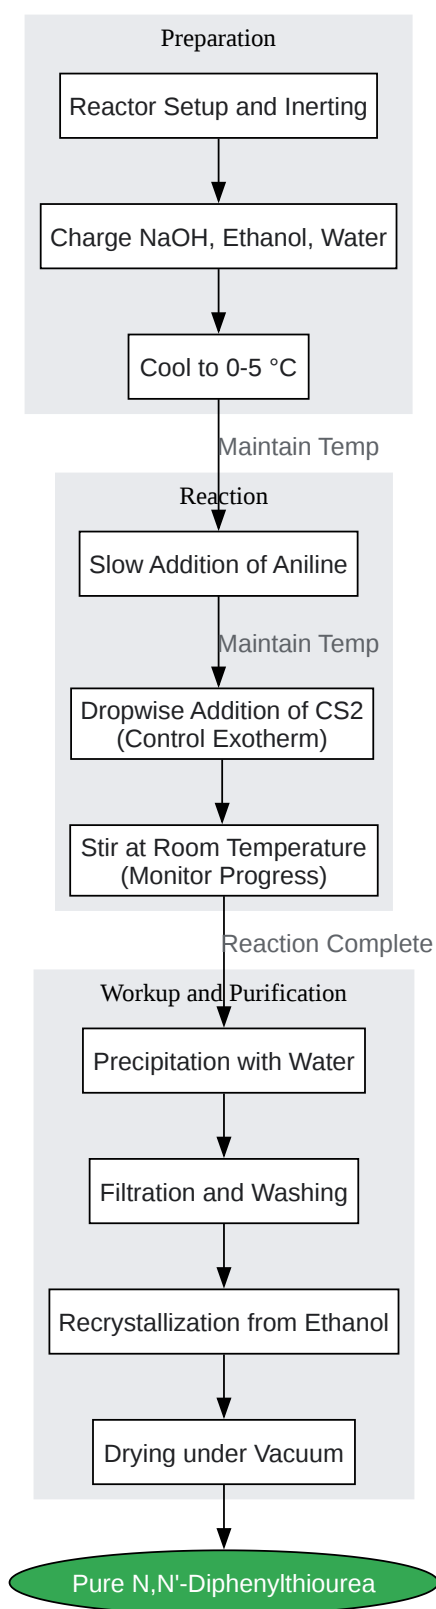 Preparation
Reactor Setup and Inerting
Charge NaOH, Ethanol, Water
Cool to 0-5 °C
Maintain Temp
Reaction
Slow Addition of Aniline
Maintain Temp
Dropwise Addition of CS2
(Control Exotherm)
Stir at Room Temperature
(Monitor Progress)
Reaction Complete
Workup and Purification
Precipitation with Water
Filtration and Washing
Recrystallization from Ethanol
Drying under Vacuum
Pure N,N'-Diphenylthiourea